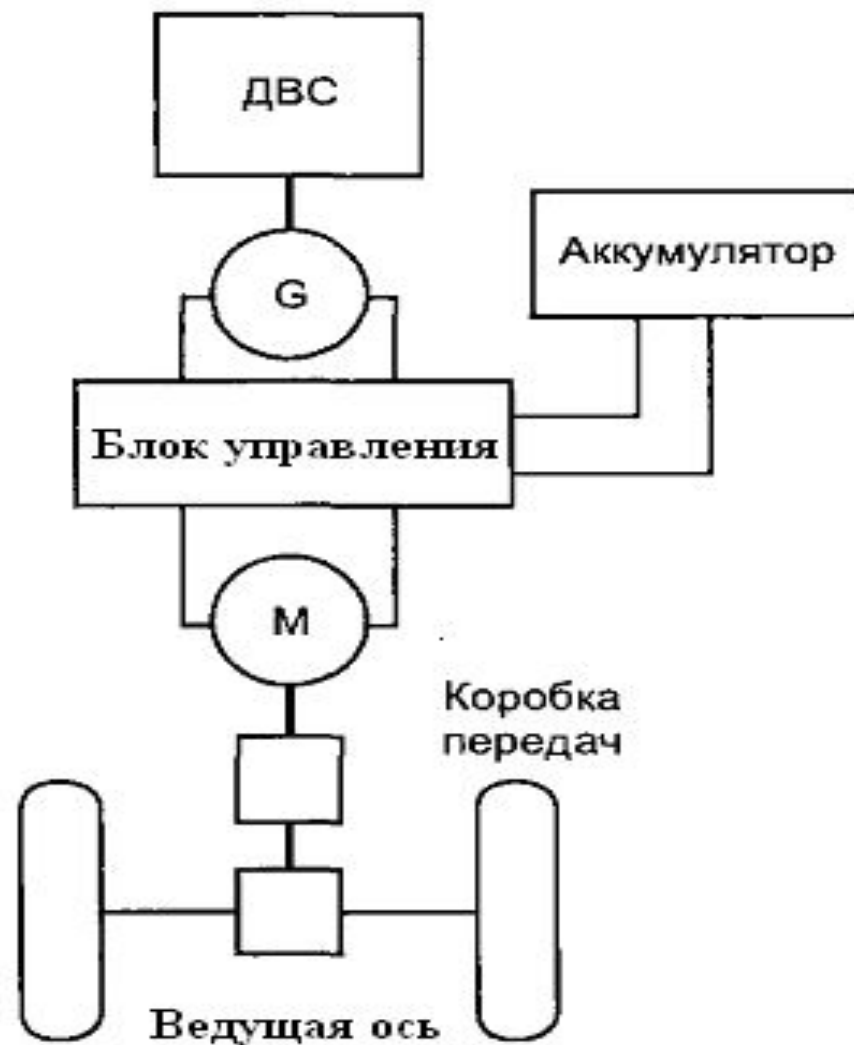 ДВС
Аккумулятор
G
Блок управления
M
Коробка
передач
Ведущая ось